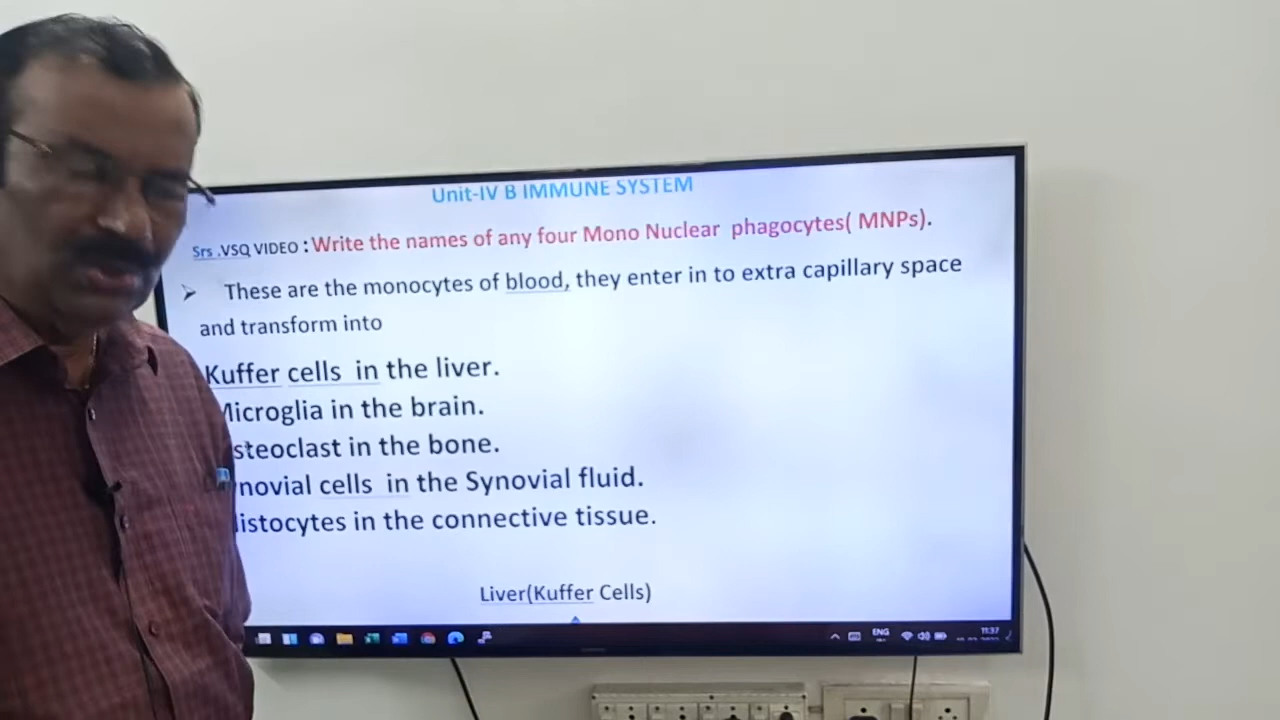 Unit-IV B IMMUNE SYSTEM
Srs .VSQ VIDEO : Write the names of any four Mono Nuclear phagocytes( MNPs).
➤ These are the monocytes of blood, they enter in to extra capillary space
and transform into
Kuffer cells in the liver.
Microglia in the brain.
steoclast in the bone.
novial cells in the Synovial fluid.
istocytes in the connective tissue.
Liver(Kuffer Cells)
ENG
11:37